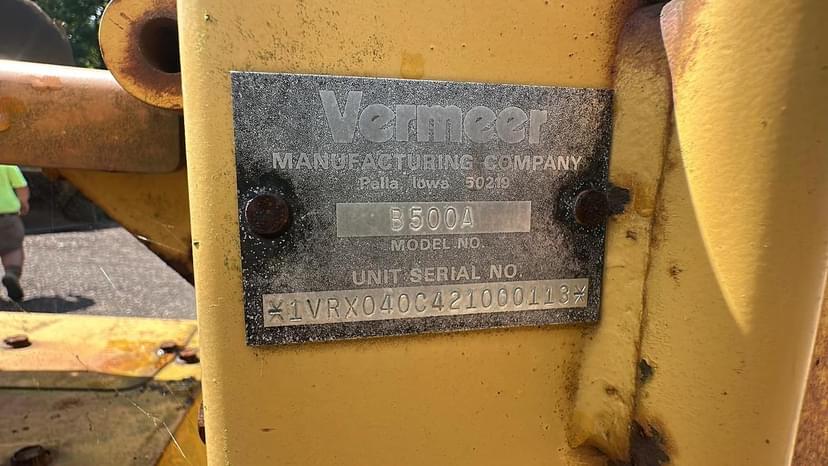 Vermeer
MANUFACTURING COMPANY
Pella Iowa 50219
B500A
MODEL NO.
UNIT SERIAL NO.
*1VRX040C421000113*